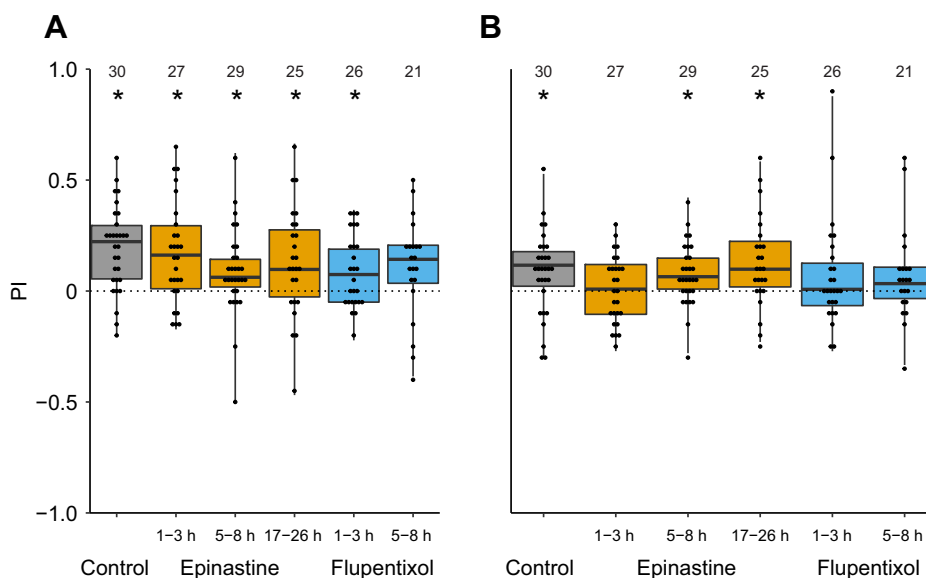 A B
30 27 29 25 26 21 30 27 29 25 26 21
* * * * * * * *
1.0
0.5
PI
0
−0.5
−1.0
1−3 h 5−8 h 17−26 h 1−3 h 5−8 h 1−3 h 5−8 h 17−26 h 1−3 h 5−8 h
Control Epinastine Flupentixol Control Epinastine Flupentixol